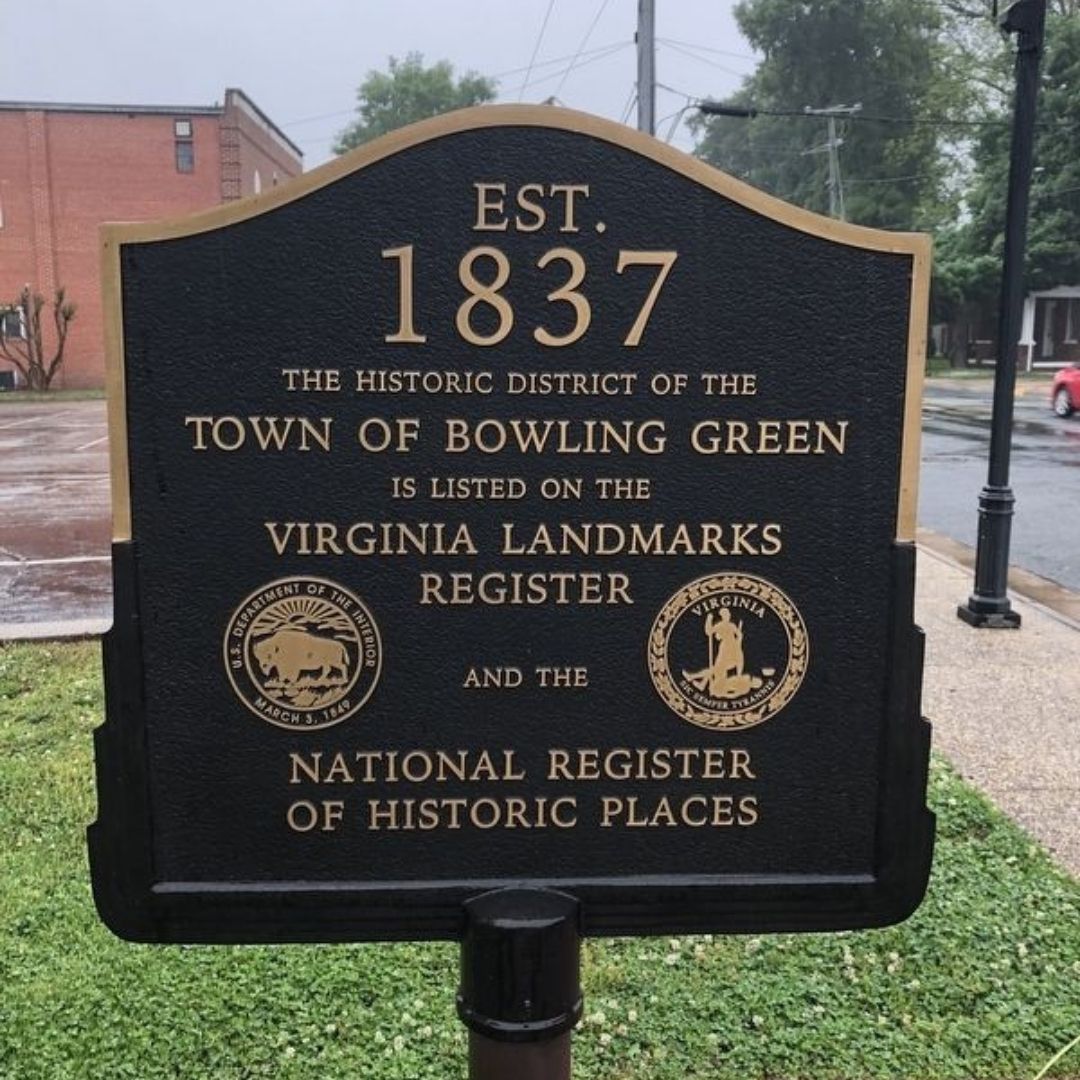 EST.
1837
THE HISTORIC DISTRICT OF THE
TOWN OF BOWLING GREEN
IS LISTED ON THE
VIRGINIA LANDMARKS
REGISTER
U.S. DEPARTMENT OF THE INTERIOR
MARCH 3, 1849
VIRGINIA
SIC SEMPER TYRANNIS
AND THE
NATIONAL REGISTER
OF HISTORIC PLACES